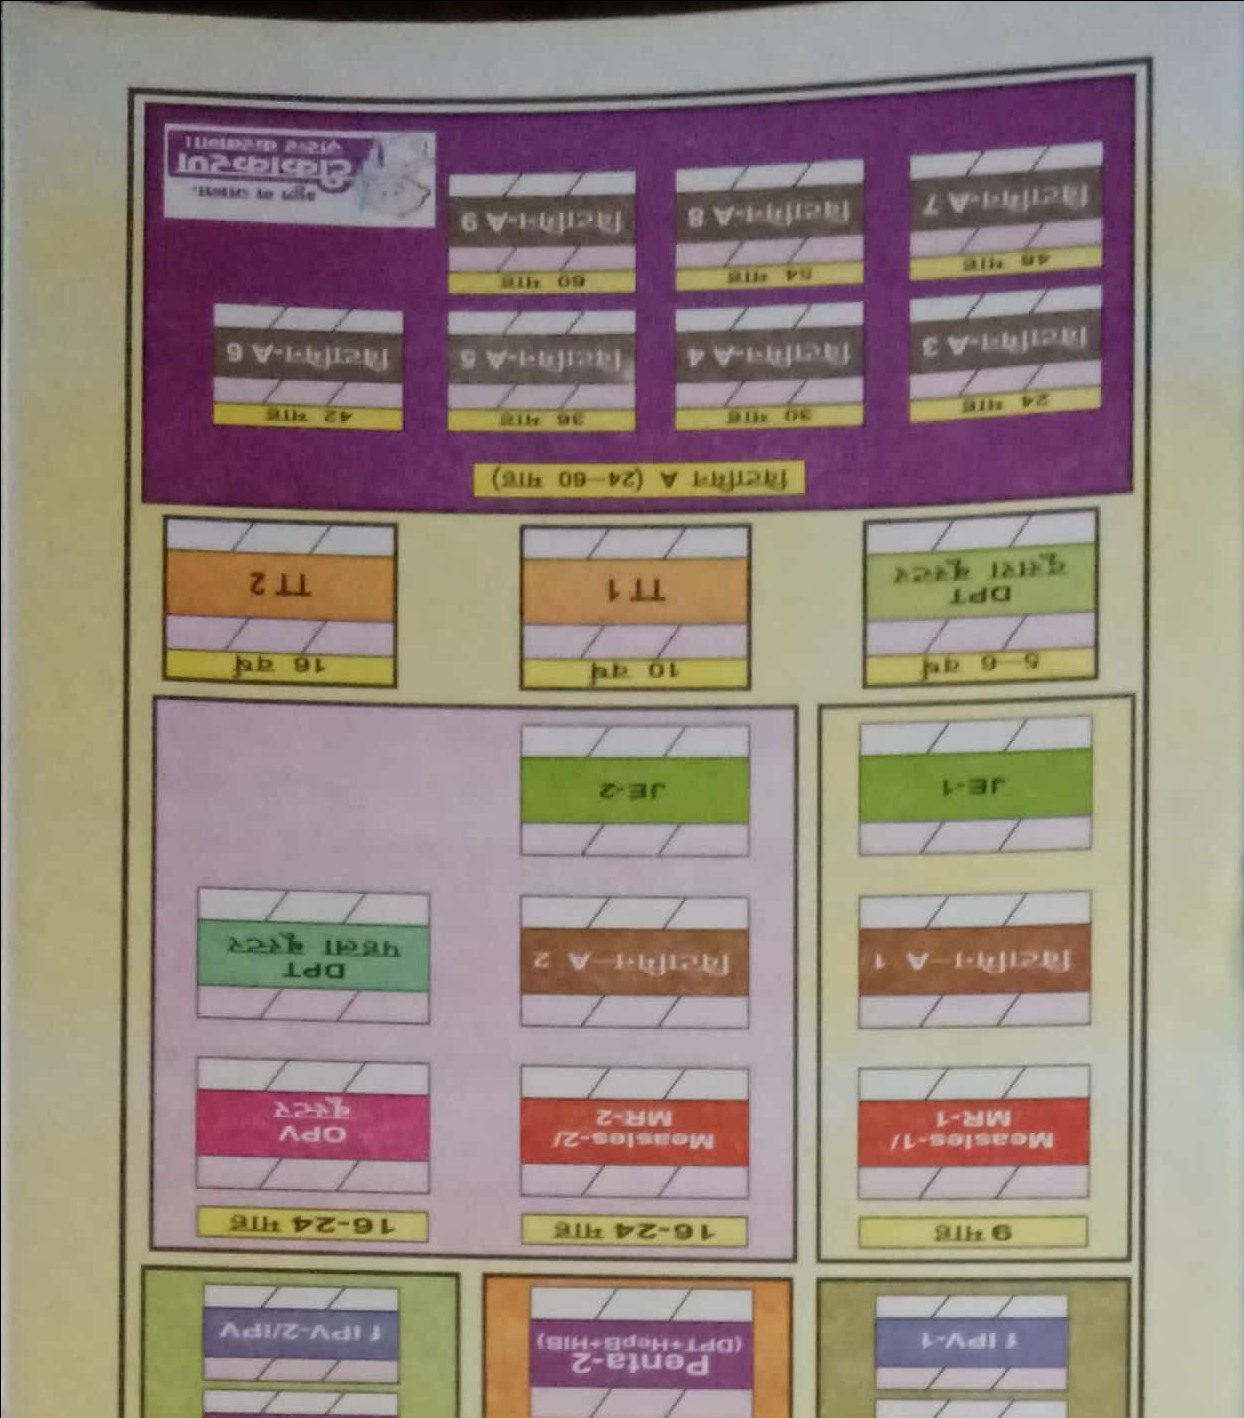 f IPV-1
Penta-2
(DPT+HepB+HIB)
f IPV-2/IPV
9 माह
16-24 माह
16-24 माह
Measles-1/
MR-1
Measles-2/
MR-2
OPV
बूस्टर
विटामिन–A 1
विटामिन–A 2
DPT
पहला बूस्टर
JE-1
JE-2
5–6 वर्ष
10 वर्ष
16 वर्ष
DPT
दूसरा बूस्टर
TT 1
TT 2
विटामिन A (24–60 माह)
24 माह
30 माह
36 माह
42 माह
विटामिन-A 3
विटामिन-A 4
विटामिन-A 5
विटामिन-A 6
48 माह
54 माह
60 माह
विटामिन-A 7
विटामिन-A 8
विटामिन-A 9
भूल न जाना,
टीकाकरण
ज़रूर करवाना!